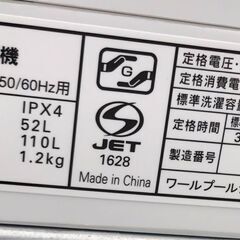 機
50/60Hz用
IPX4
52L
110L
1.2kg
G
JET
1628
Made in China
定格電圧・
定格消費電
標準洗濯容
定格時間
標
3
製造番号
ワールプール